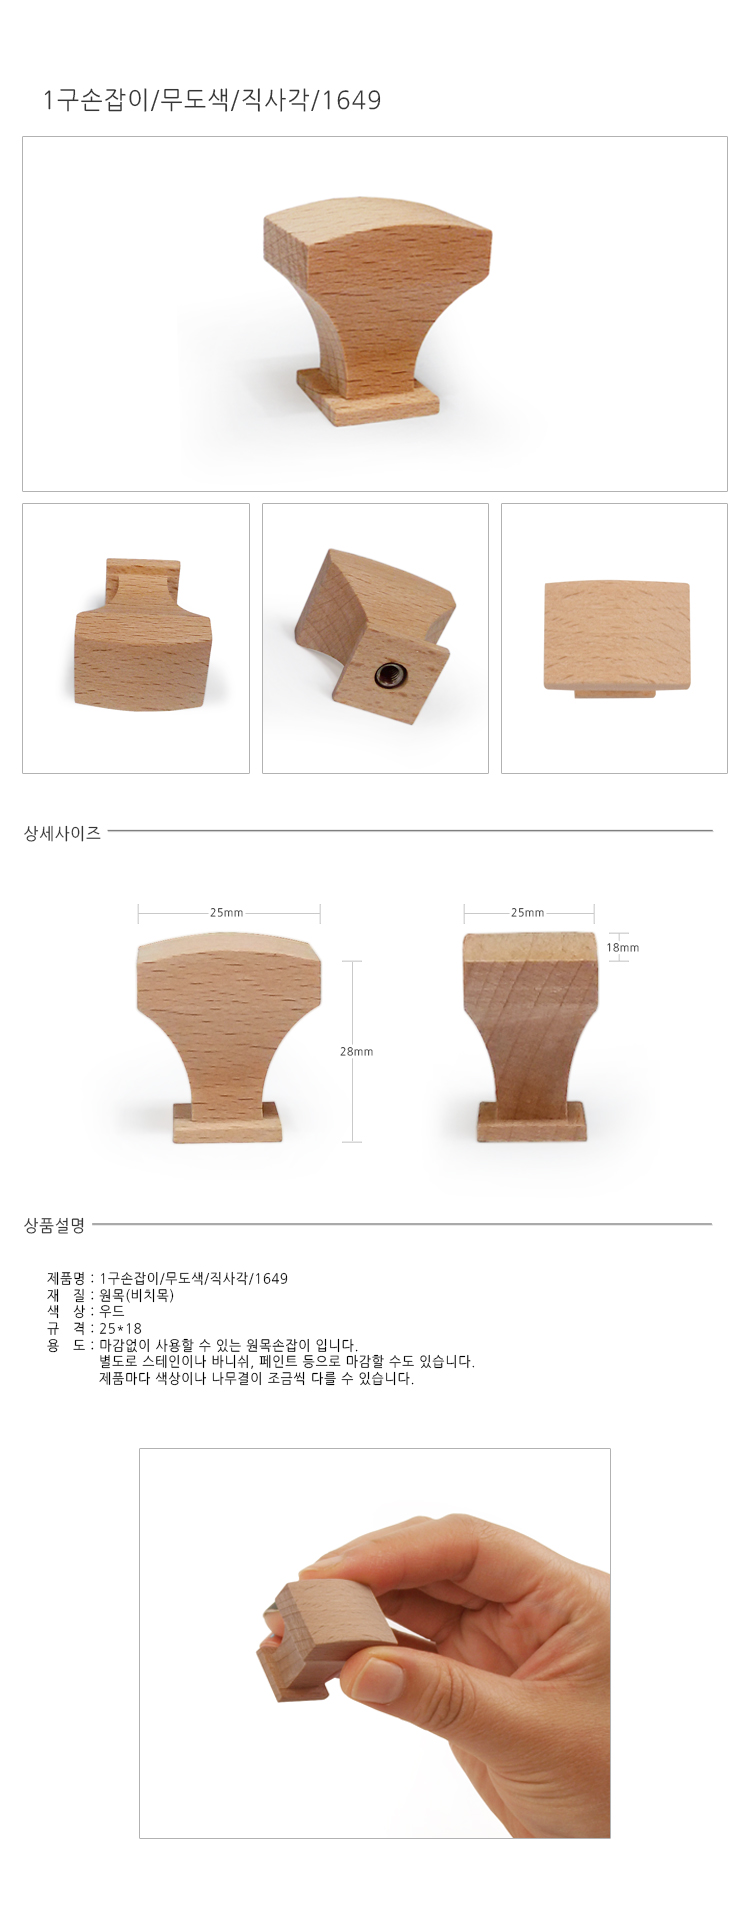 1구손잡이/무도색/직사각/1649
상세사이즈
25mm
25mm
18mm
28mm
상품설명
제품명 : 1구손잡이/무도색/직사각/1649
재 질 : 원목(비치목)
색 상 : 우드
규 격 : 25*18
용 도 : 마감없이 사용할 수 있는 원목손잡이 입니다.
별도로 스테인이나 바니쉬, 페인트 등으로 마감할 수도 있습니다.
제품마다 색상이나 나무결이 조금씩 다를 수 있습니다.